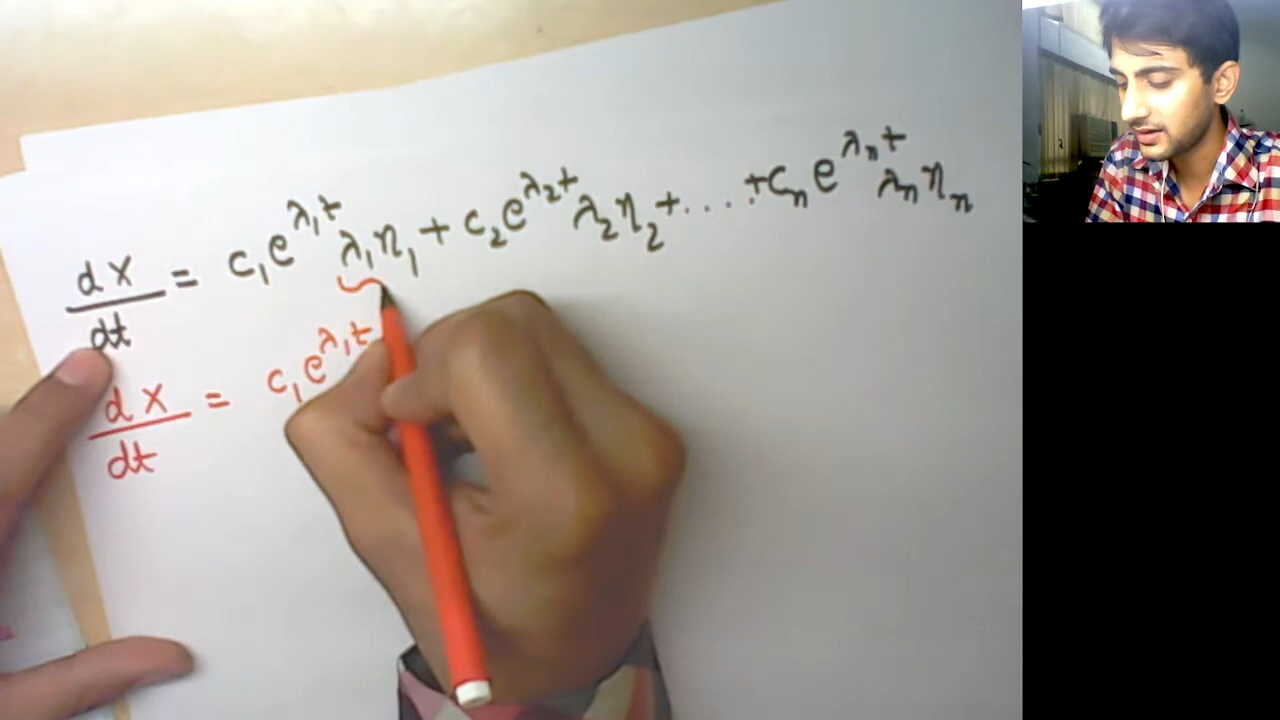 dX/dt = c₁e^{λ₁t} λ₁η₁ + c₂e^{λ₂t} λ₂η₂ + .... + cₙe^{λₙt} λₙηₙ
dX/dt = c₁e^{λ₁t}